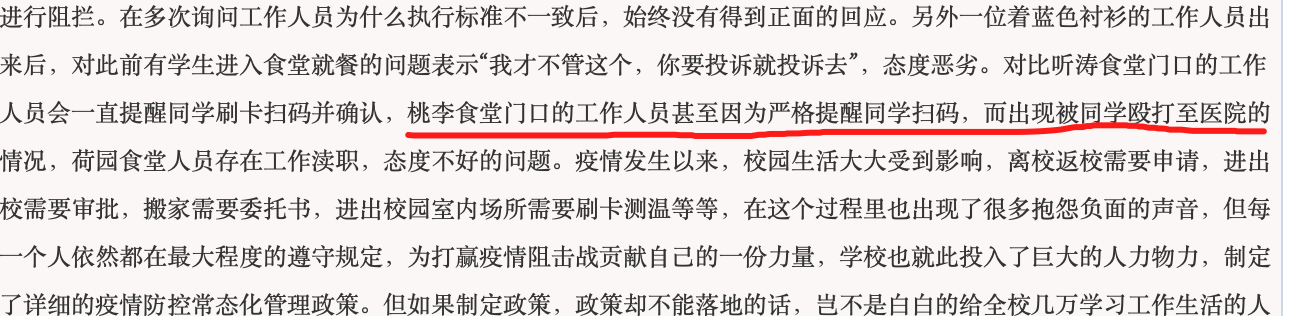 进行阻拦。在多次询问工作人员为什么执行标准不一致后，始终没有得到正面的回应。另外一位着蓝色衬衫的工作人员出
来后，对此前有学生进入食堂就餐的问题表示“我才不管这个，你要投诉就投诉去”，态度恶劣。对比听涛食堂门口的工作
人员会一直提醒同学刷卡扫码并确认，桃李食堂门口的工作人员甚至因为严格提醒同学扫码，而出现被同学殴打至医院的
情况，荷园食堂人员存在工作渎职，态度不好的问题。疫情发生以来，校园生活大大受到影响，离校返校需要申请，进出
校需要审批，搬家需要委托书，进出校园室内场所需要刷卡测温等等，在这个过程里也出现了很多抱怨负面的声音，但每
一个人依然都在最大程度的遵守规定，为打赢疫情阻击战贡献自己的一份力量，学校也就此投入了巨大的人力物力，制定
了详细的疫情防控常态化管理政策。但如果制定政策，政策却不能落地的话，岂不是白白的给全校几万学习工作生活的人